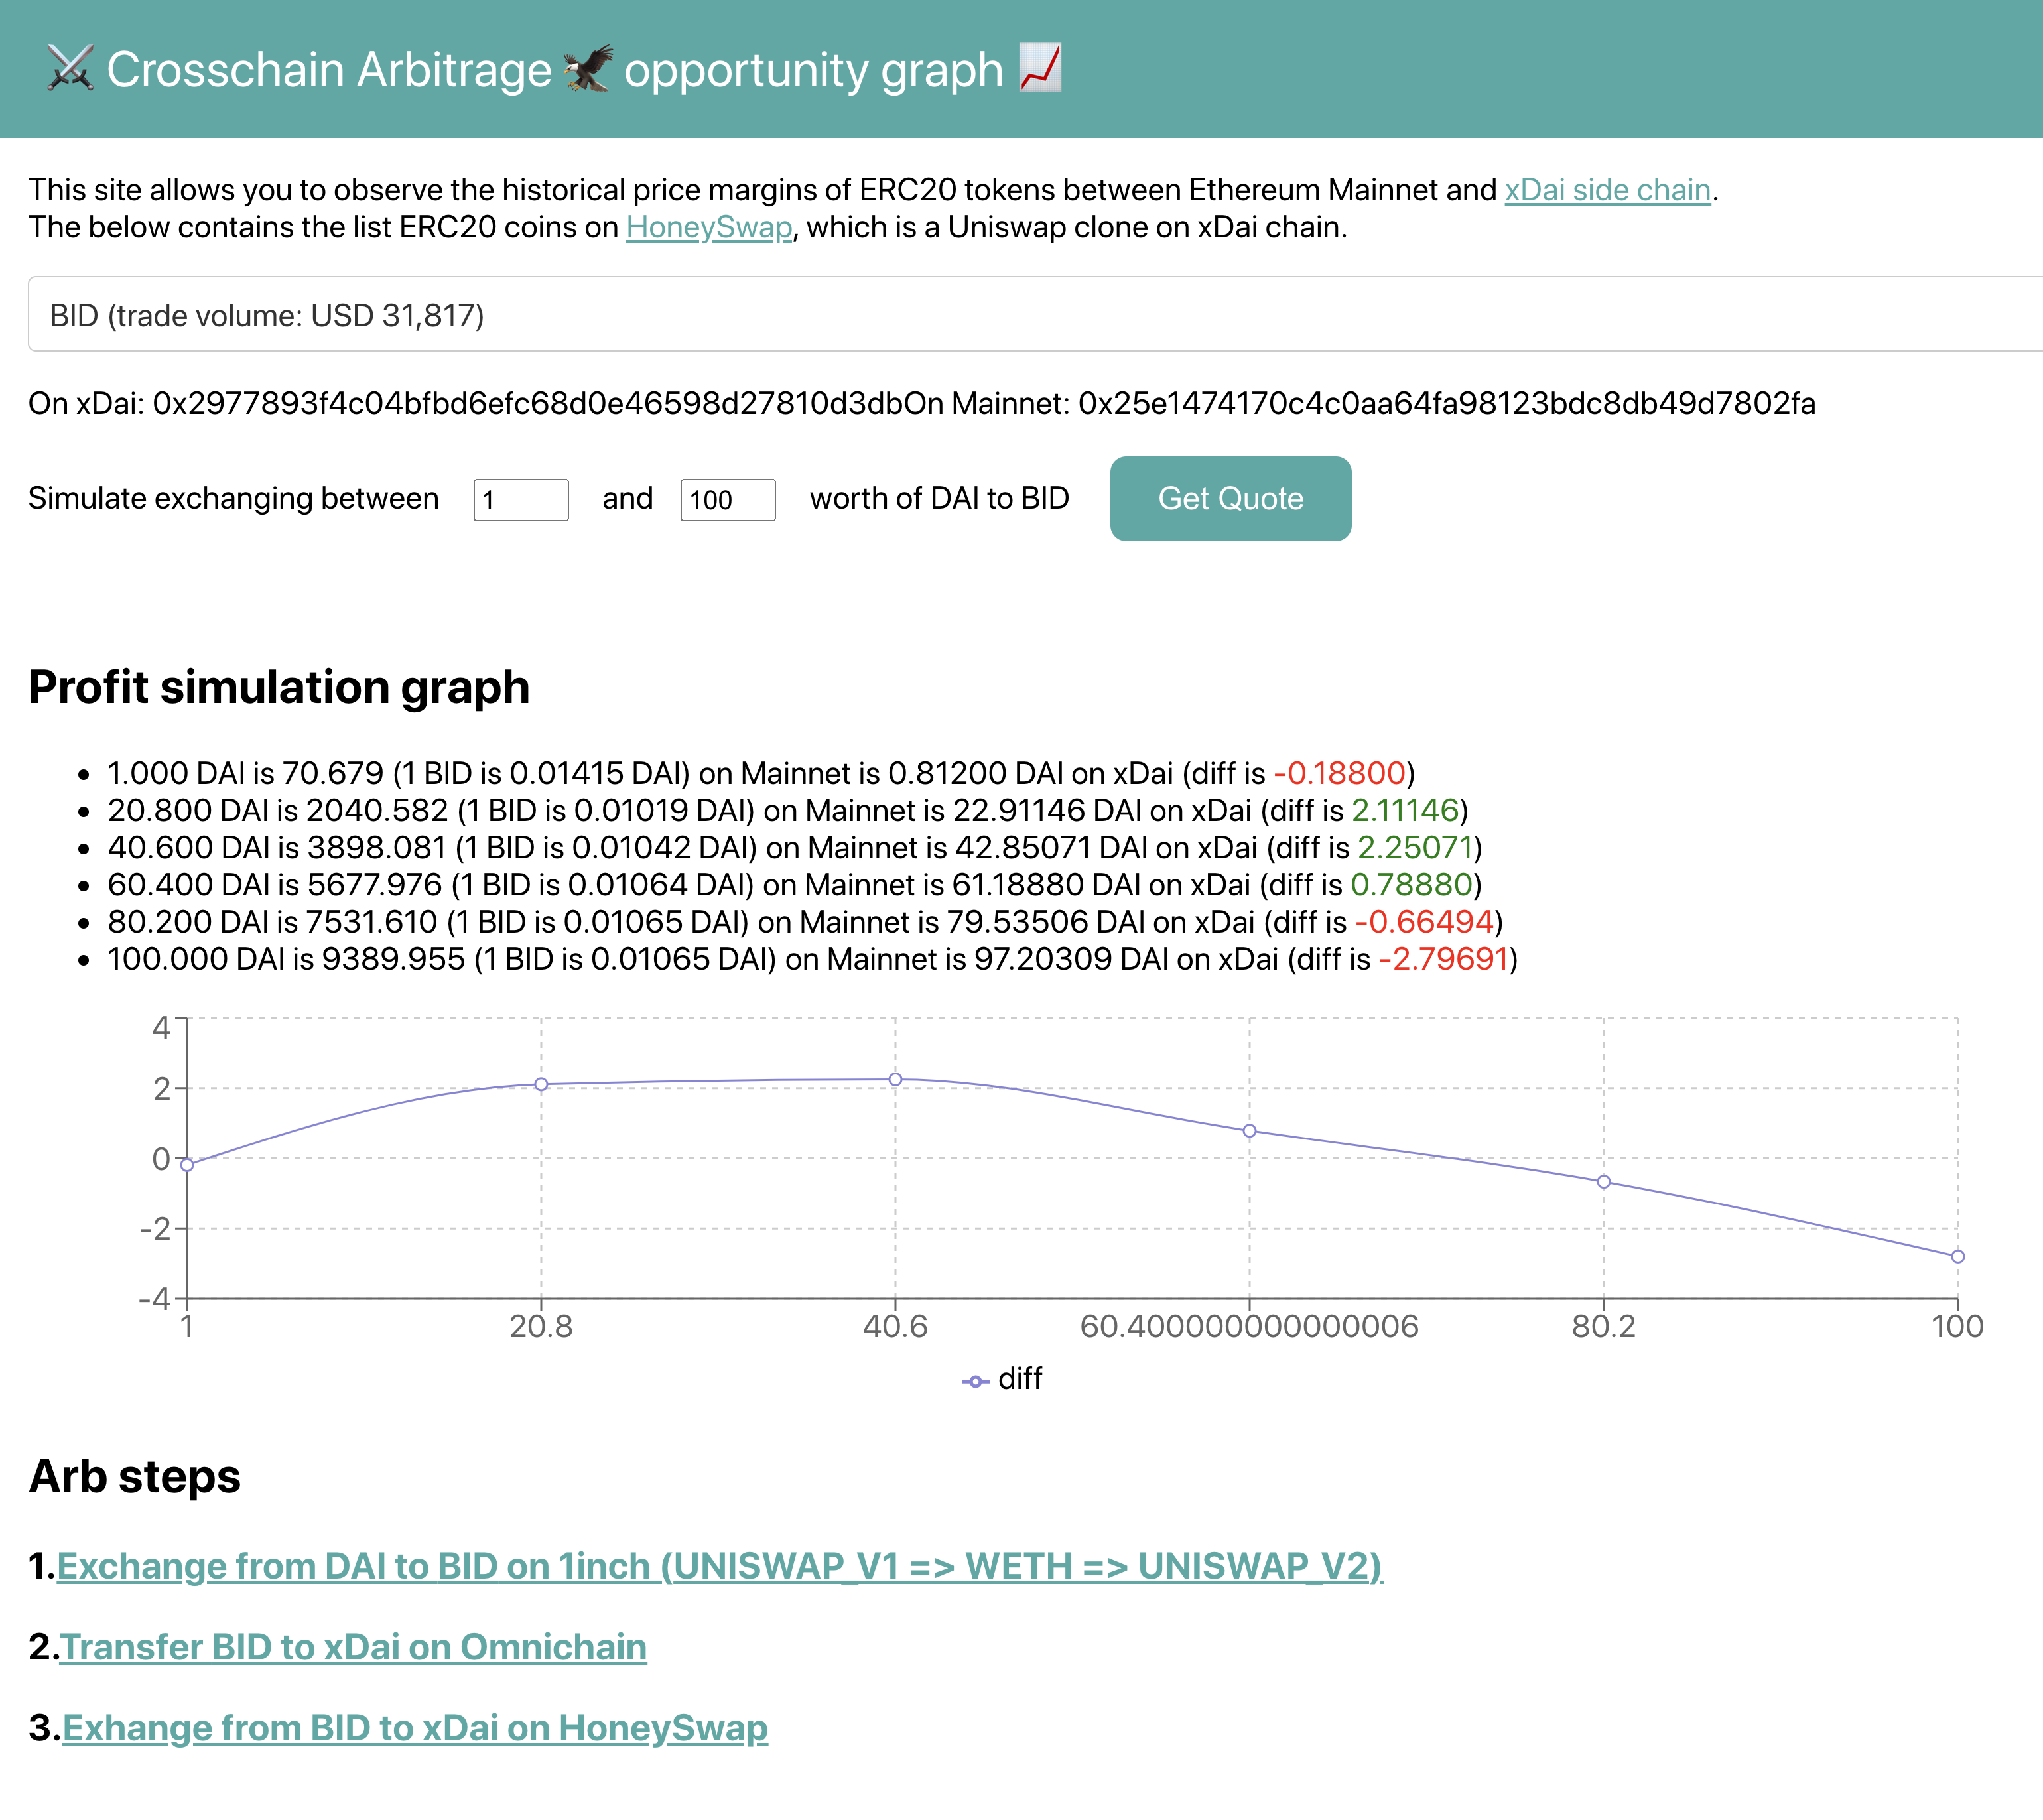 ⚔️ Crosschain Arbitrage 🦅 opportunity graph 📈
This site allows you to observe the historical price margins of ERC20 tokens between Ethereum Mainnet and xDai side chain.
The below contains the list ERC20 coins on HoneySwap, which is a Uniswap clone on xDai chain.
BID (trade volume: USD 31,817)
On xDai: 0x2977893f4c04bfbd6efc68d0e46598d27810d3dbOn Mainnet: 0x25e1474170c4c0aa64fa98123bdc8db49d7802fa
Simulate exchanging between 1 and 100 worth of DAI to BID Get Quote
Profit simulation graph
• 1.000 DAI is 70.679 (1 BID is 0.01415 DAI) on Mainnet is 0.81200 DAI on xDai (diff is -0.18800)
• 20.800 DAI is 2040.582 (1 BID is 0.01019 DAI) on Mainnet is 22.91146 DAI on xDai (diff is 2.11146)
• 40.600 DAI is 3898.081 (1 BID is 0.01042 DAI) on Mainnet is 42.85071 DAI on xDai (diff is 2.25071)
• 60.400 DAI is 5677.976 (1 BID is 0.01064 DAI) on Mainnet is 61.18880 DAI on xDai (diff is 0.78880)
• 80.200 DAI is 7531.610 (1 BID is 0.01065 DAI) on Mainnet is 79.53506 DAI on xDai (diff is -0.66494)
• 100.000 DAI is 9389.955 (1 BID is 0.01065 DAI) on Mainnet is 97.20309 DAI on xDai (diff is -2.79691)
4
2
0
-2
-4
1 20.8 40.6 60.400000000000006 80.2 100
diff
Arb steps
1.Exchange from DAI to BID on 1inch (UNISWAP_V1 => WETH => UNISWAP_V2)
2.Transfer BID to xDai on Omnichain
3.Exhange from BID to xDai on HoneySwap